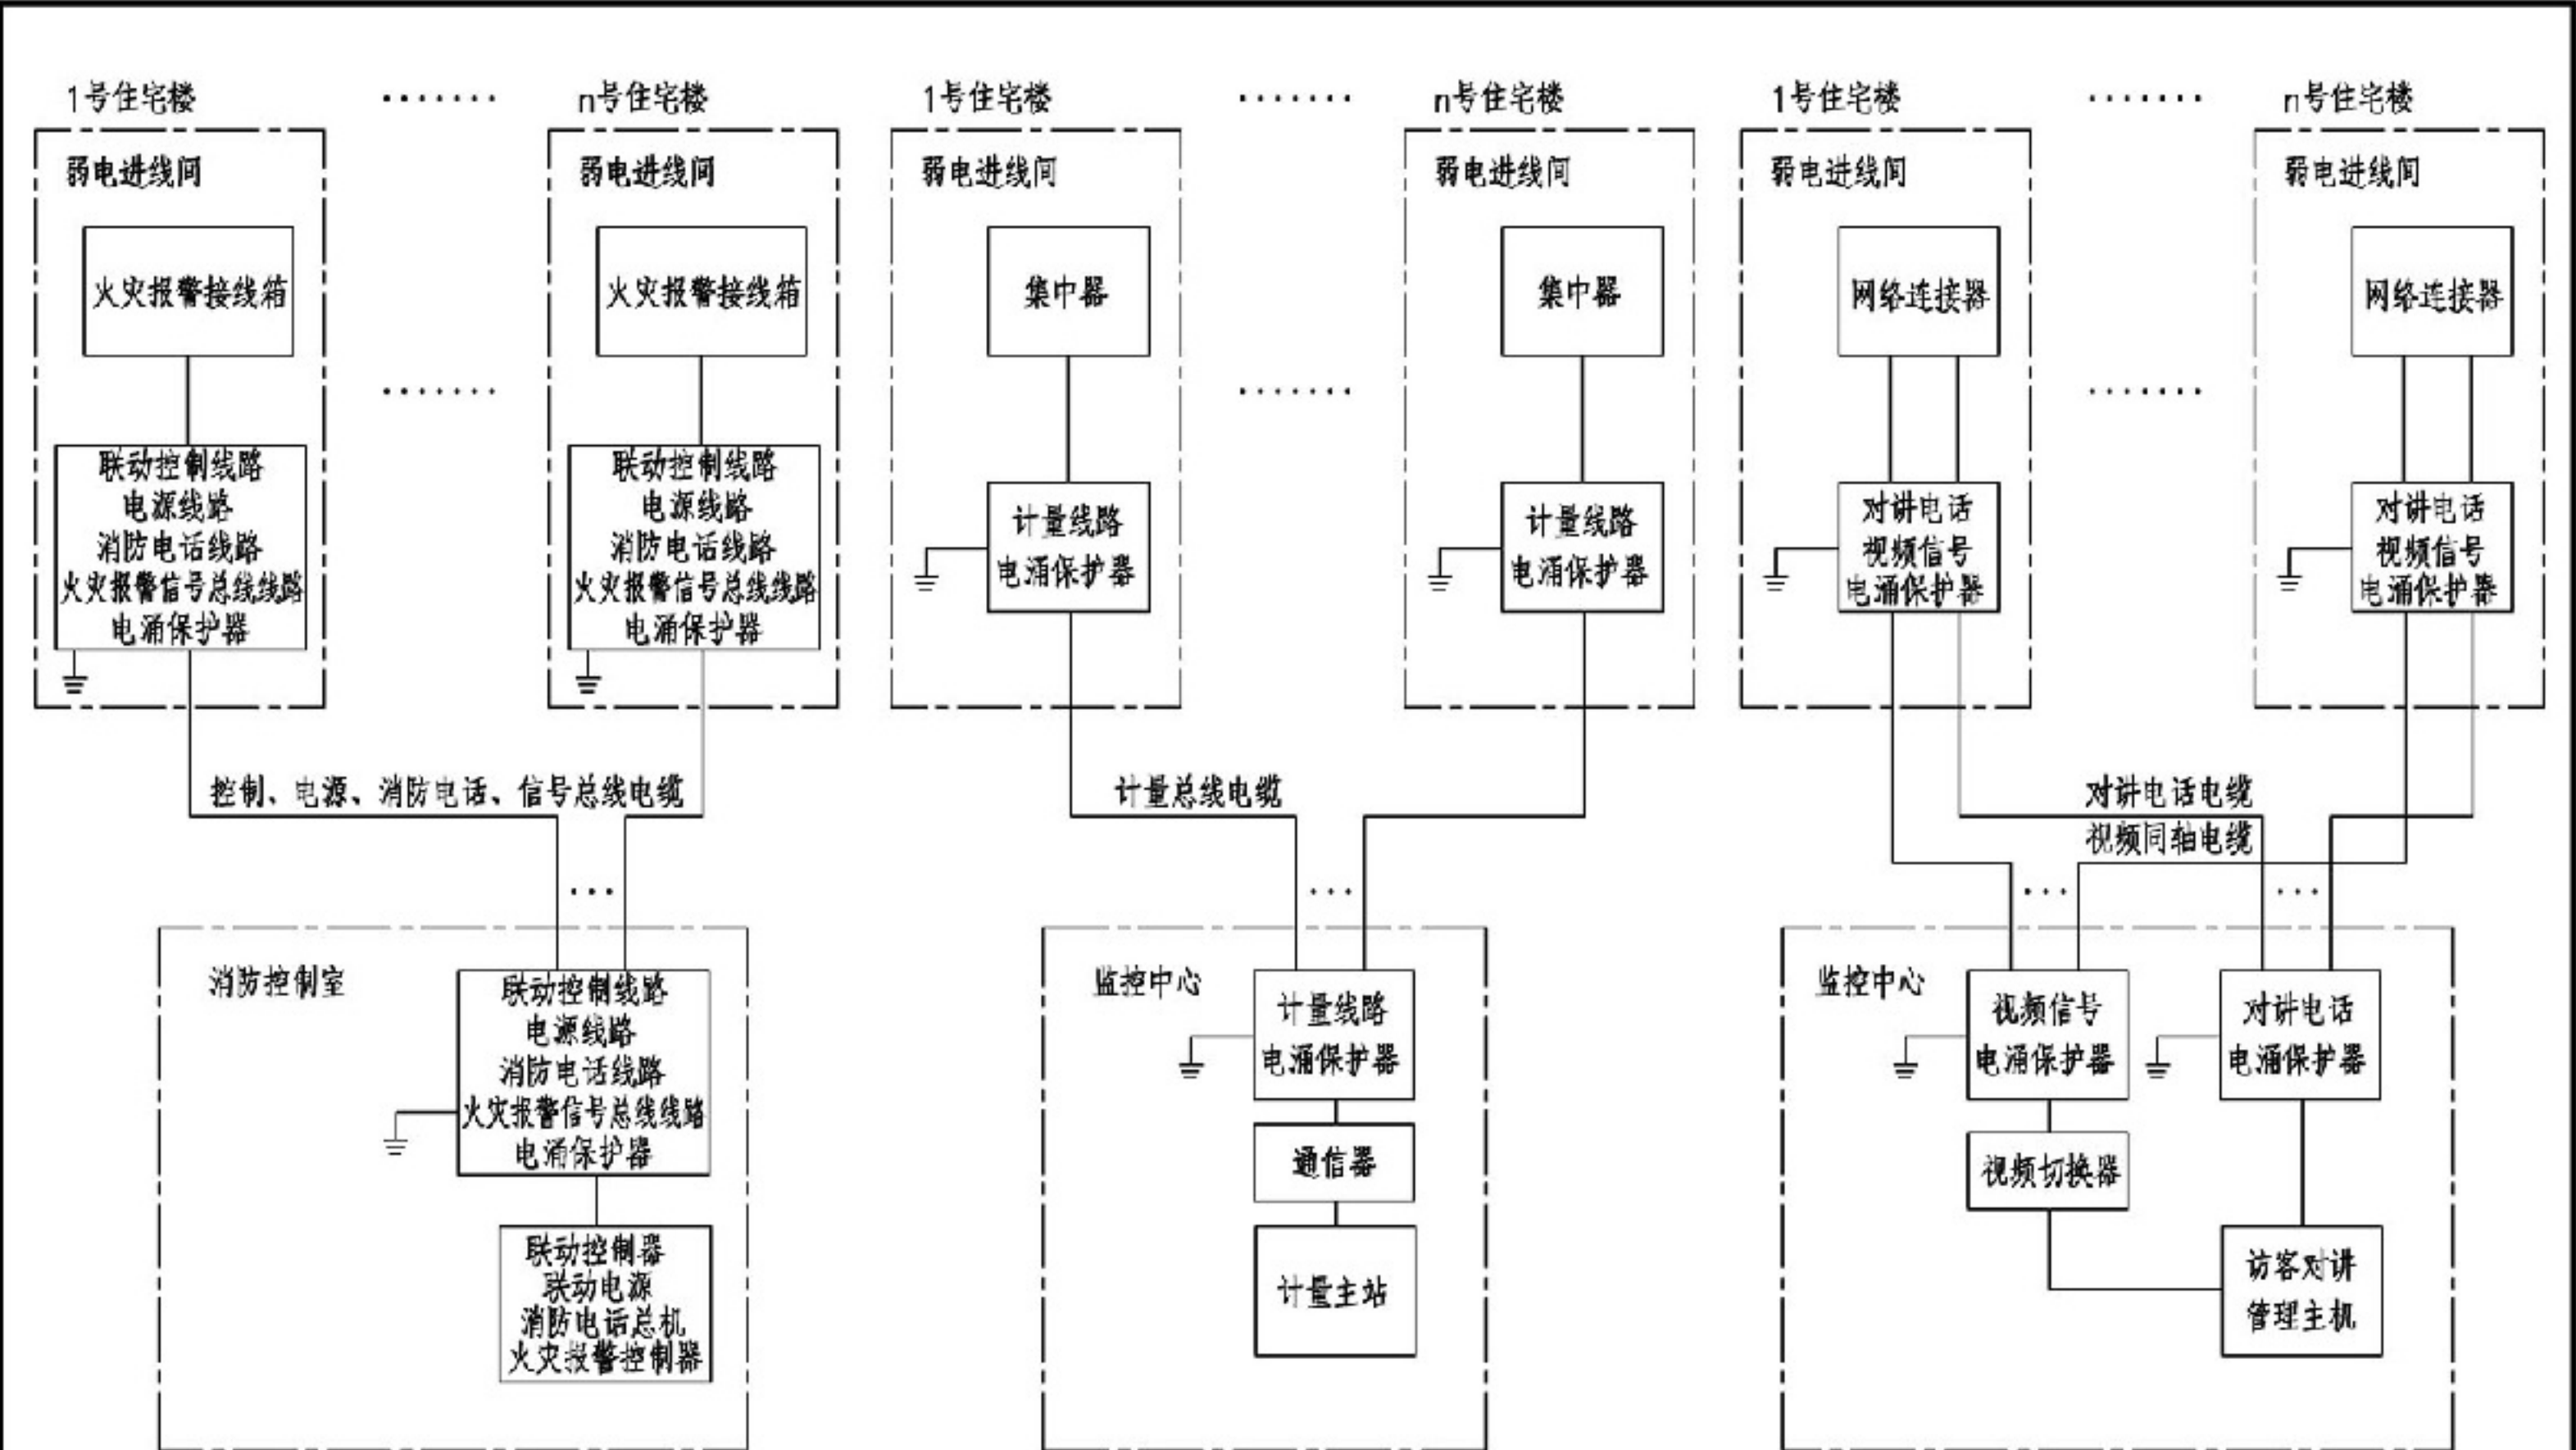 1号住宅楼
·······
n号住宅楼
1号住宅楼
·······
n号住宅楼
1号住宅楼
·······
n号住宅楼
弱电进线间
弱电进线间
弱电进线间
弱电进线间
弱电进线间
弱电进线间
火灾报警接线箱
火灾报警接线箱
集中器
集中器
网络连接器
网络连接器
·······
·······
·······
联动控制线路
电源线路
消防电话线路
火灾报警信号总线线路
电涌保护器
联动控制线路
电源线路
消防电话线路
火灾报警信号总线线路
电涌保护器
计量线路
电涌保护器
计量线路
电涌保护器
对讲电话
视频信号
电涌保护器
对讲电话
视频信号
电涌保护器
控制、电源、消防电话、信号总线电缆
计量总线电缆
对讲电话电缆
视频同轴电缆
···
···
···
···
消防控制室
联动控制线路
电源线路
消防电话线路
火灾报警信号总线线路
电涌保护器
联动控制器
联动电源
消防电话总机
火灾报警控制器
监控中心
计量线路
电涌保护器
通信器
计量主站
监控中心
视频信号
电涌保护器
对讲电话
电涌保护器
视频切换器
访客对讲
管理主机